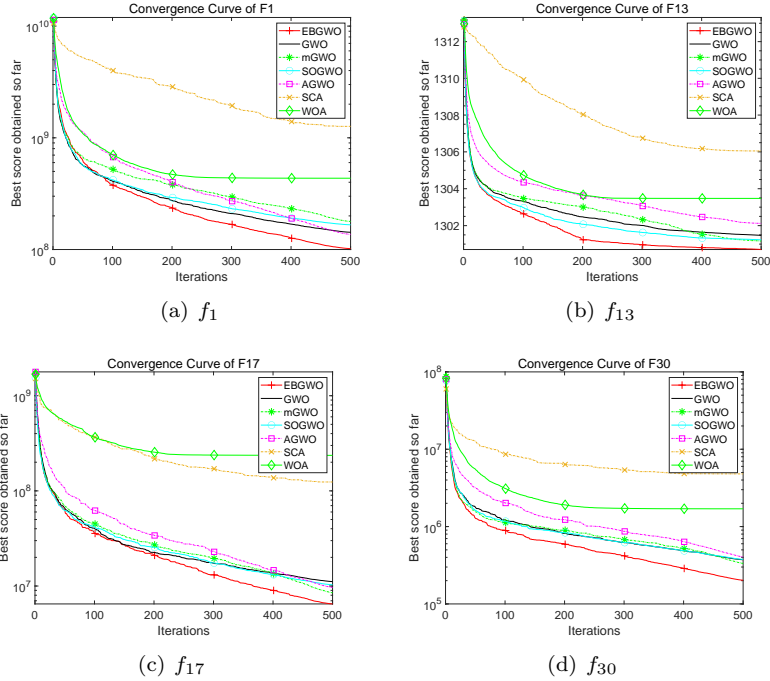 Convergence Curve of F1
Best score obtained so far
10^10
10^9
10^8
EBGWO
GWO
mGWO
SOGWO
AGWO
SCA
WOA
0 100 200 300 400 500
Iterations
(a) f_1
Convergence Curve of F13
Best score obtained so far
1313
1310
1308
1306
1304
1302
EBGWO
GWO
mGWO
SOGWO
AGWO
SCA
WOA
0 100 200 300 400 500
Iterations
(b) f_13
Convergence Curve of F17
Best score obtained so far
10^9
10^8
10^7
EBGWO
GWO
mGWO
SOGWO
AGWO
SCA
WOA
0 100 200 300 400 500
Iterations
(c) f_17
Convergence Curve of F30
Best score obtained so far
10^8
10^7
10^6
10^5
EBGWO
GWO
mGWO
SOGWO
AGWO
SCA
WOA
0 100 200 300 400 500
Iterations
(d) f_30